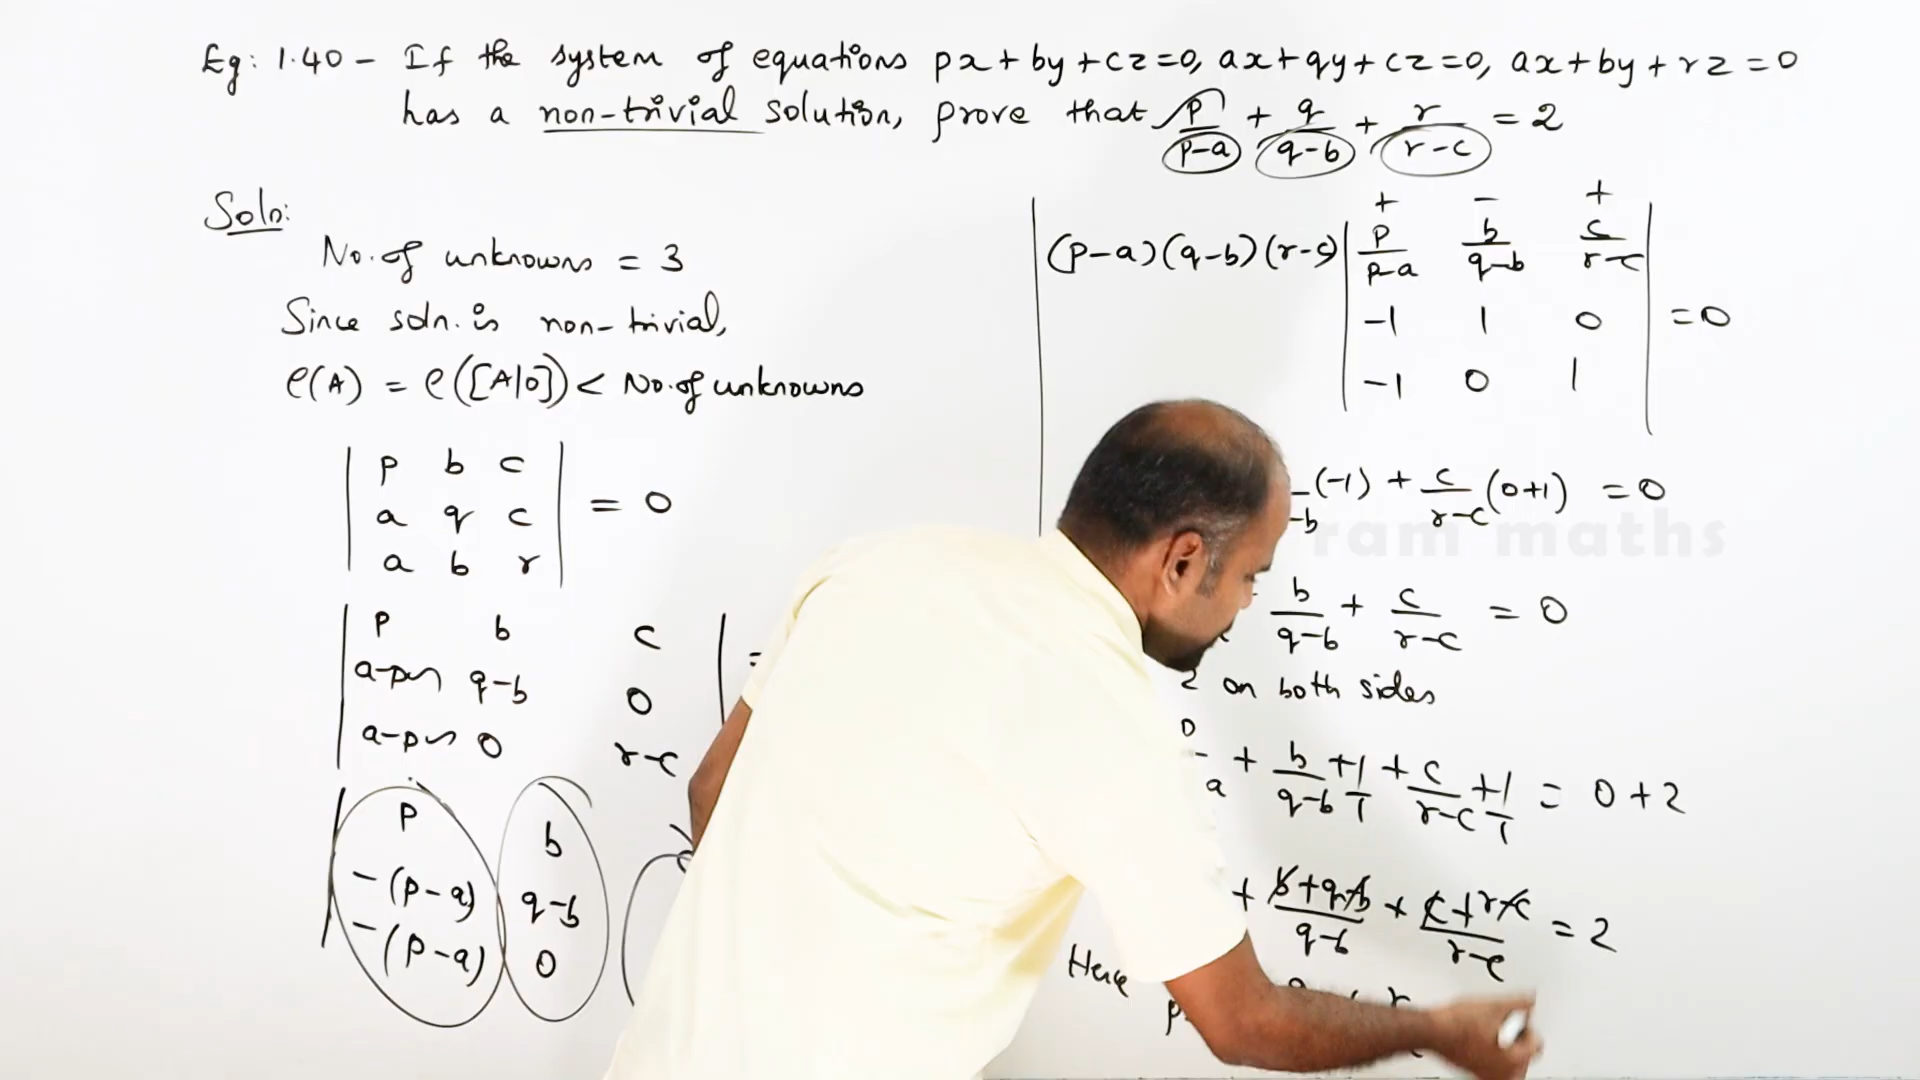 Eg: 1.40 - If the system of equations px + by + cz = 0, ax + qy + cz = 0, ax + by + rz = 0
has a non-trivial solution, prove that p/(p-a) + q/(q-b) + r/(r-c) = 2
Soln:
No. of unknowns = 3
Since soln. is non-trivial,
ρ(A) = ρ([A|0]) < No. of unknowns
| p b c |
| a q c | = 0
| a b r |
| p b c |
| a-p q-b 0 | =
| a-p 0 r-c |
| p b
-(p-a) q-b
-(p-a) 0
+ - +
(p-a)(q-b)(r-c) | p/(p-a) b/(q-b) c/(r-c) |
| -1 1 0 | = 0
| -1 0 1 |
(-1) + c/(r-c) (0+1) = 0
-b
ram maths
b/(q-b) + c/(r-c) = 0
2 on both sides
a + b/(q-b) + 1/1 + c/(r-c) + 1/1 = 0 + 2
+ (b+q-b)/(q-b) + (c+r-c)/(r-c) = 2
Hence